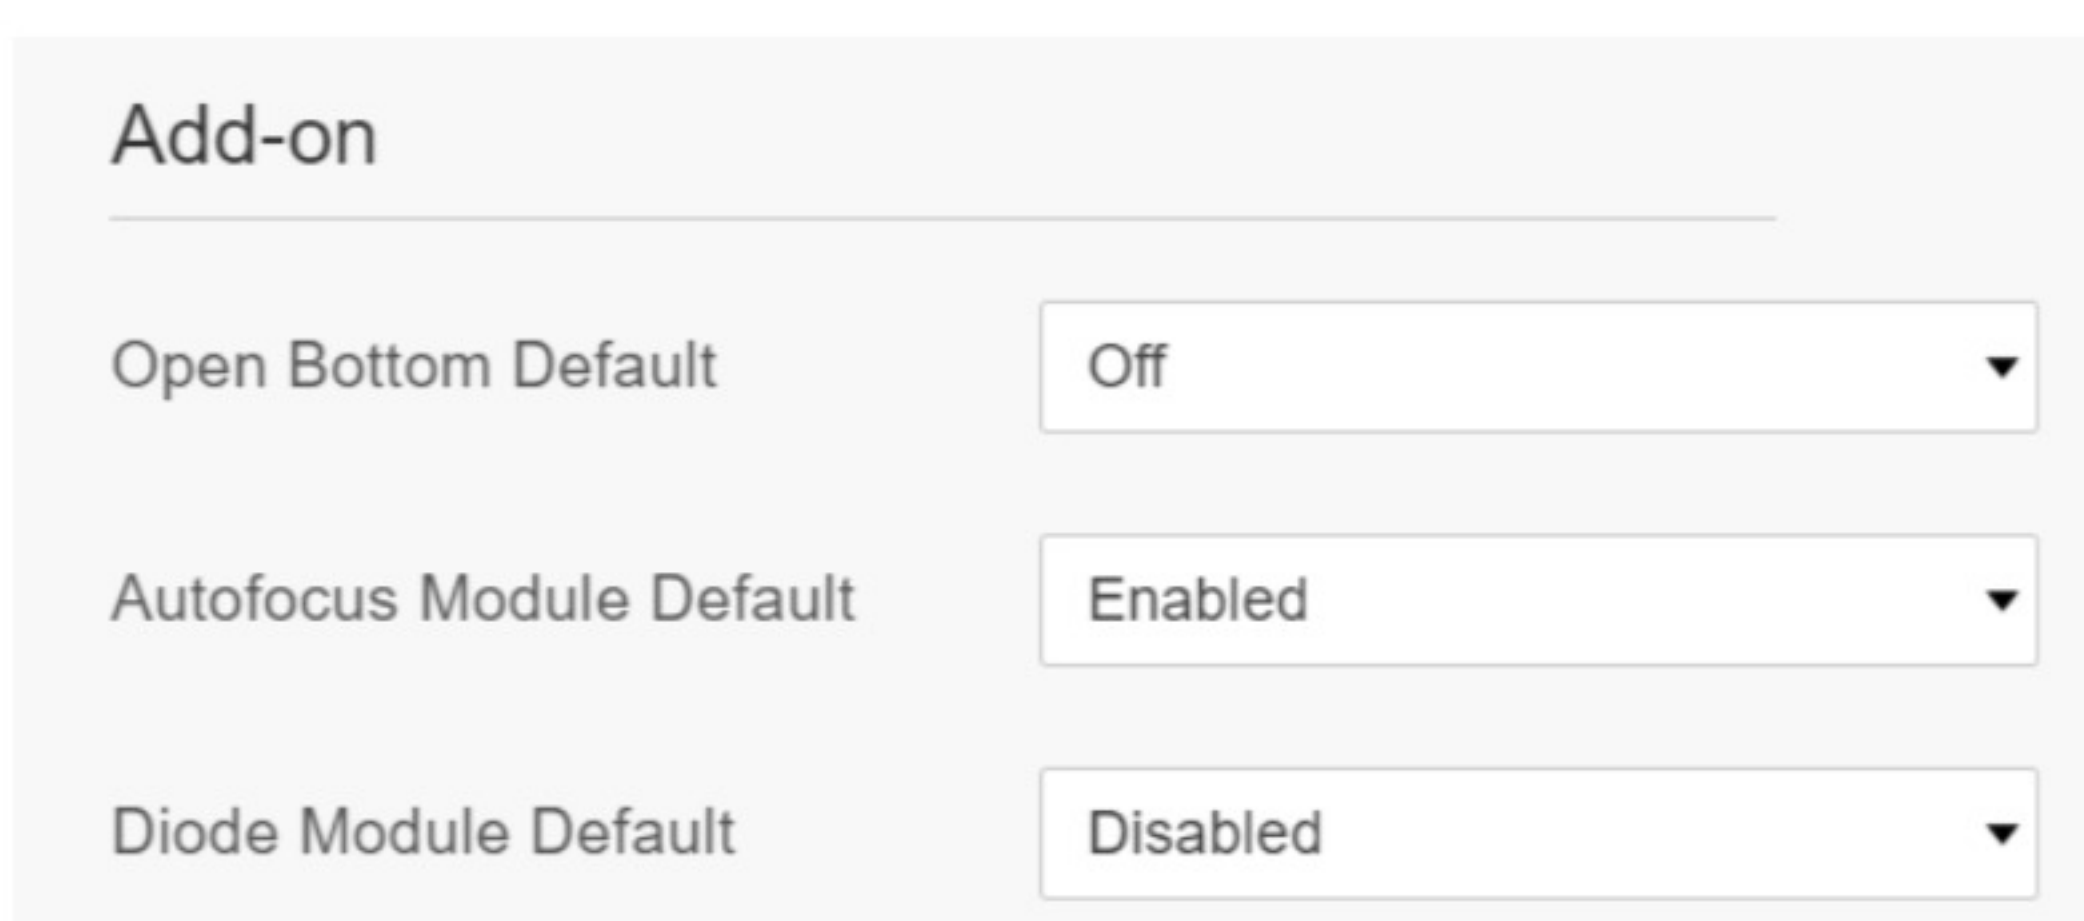 Add-on
Open Bottom Default Off
Autofocus Module Default Enabled
Diode Module Default Disabled